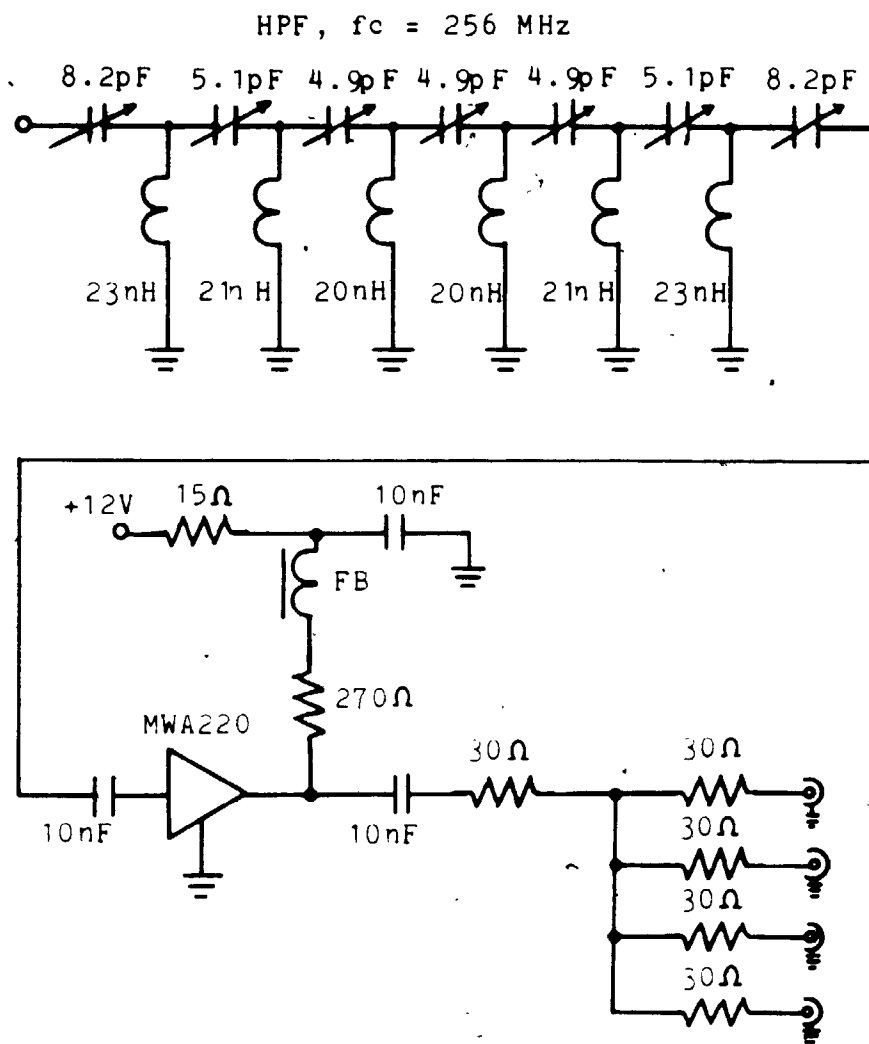 HPF, fc = 256 MHz
8.2pF 5.1pF 4.9pF 4.9pF 4.9pF 5.1pF 8.2pF
23nH 21nH 20nH 20nH 21nH 23nH
+12V 15Ω 10nF
FB
270Ω
MWA220
30Ω 30Ω
10nF 10nF
30Ω
30Ω
30Ω